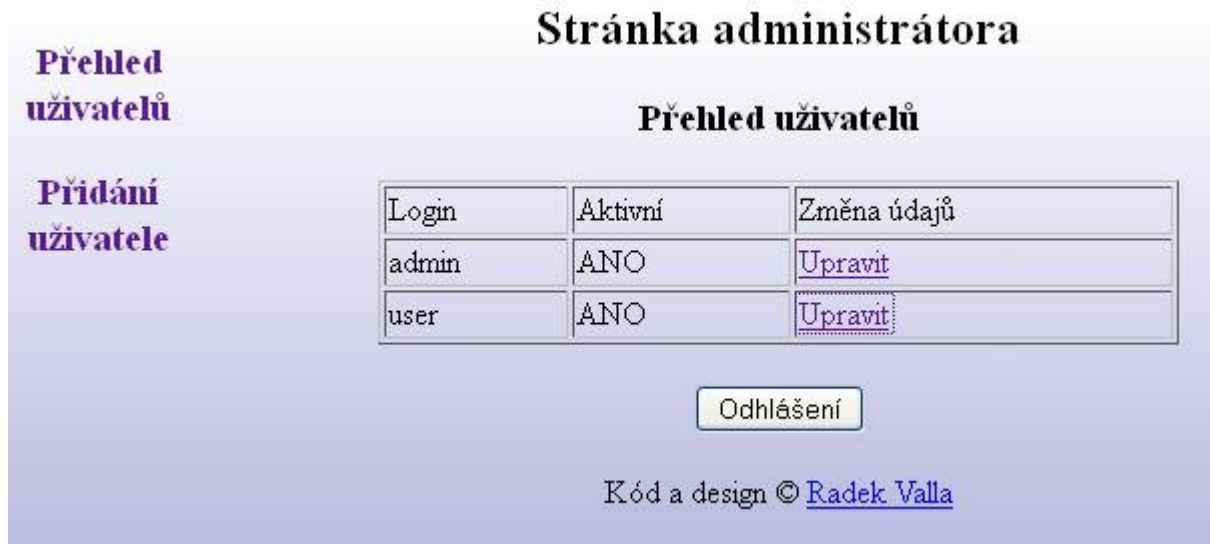 Stránka administrátora
Přehled
uživatelů
Přidání
uživatele
Přehled uživatelů
Login Aktivní Změna údajů
admin ANO Upravit
user ANO Upravit
Odhlášení
Kód a design © Radek Valla